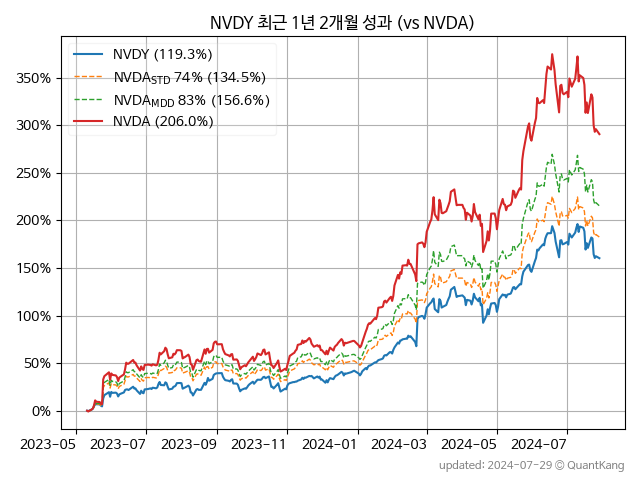 NVDY 최근 1년 2개월 성과 (vs NVDA)
NVDY (119.3%)
NVDA_STD 74% (134.5%)
NVDA_MDD 83% (156.6%)
NVDA (206.0%)
350%
300%
250%
200%
150%
100%
50%
0%
2023-05 2023-07 2023-09 2023-11 2024-01 2024-03 2024-05 2024-07
updated: 2024-07-29 © QuantKang